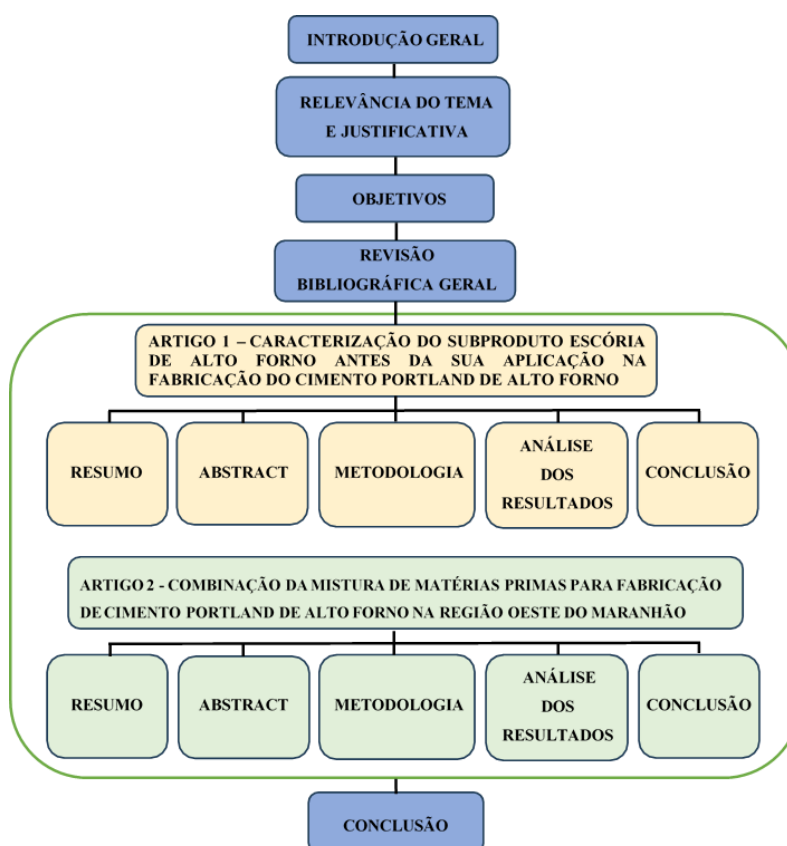 INTRODUÇÃO GERAL
RELEVÂNCIA DO TEMA
E JUSTIFICATIVA
OBJETIVOS
REVISÃO
BIBLIOGRÁFICA GERAL
ARTIGO 1 – CARACTERIZAÇÃO DO SUBPRODUTO ESCÓRIA
DE ALTO FORNO ANTES DA SUA APLICAÇÃO NA
FABRICAÇÃO DO CIMENTO PORTLAND DE ALTO FORNO
RESUMO
ABSTRACT
METODOLOGIA
ANÁLISE
DOS
RESULTADOS
CONCLUSÃO
ARTIGO 2 - COMBINAÇÃO DA MISTURA DE MATÉRIAS PRIMAS PARA FABRICAÇÃO
DE CIMENTO PORTLAND DE ALTO FORNO NA REGIÃO OESTE DO MARANHÃO
RESUMO
ABSTRACT
METODOLOGIA
ANÁLISE
DOS
RESULTADOS
CONCLUSÃO
CONCLUSÃO